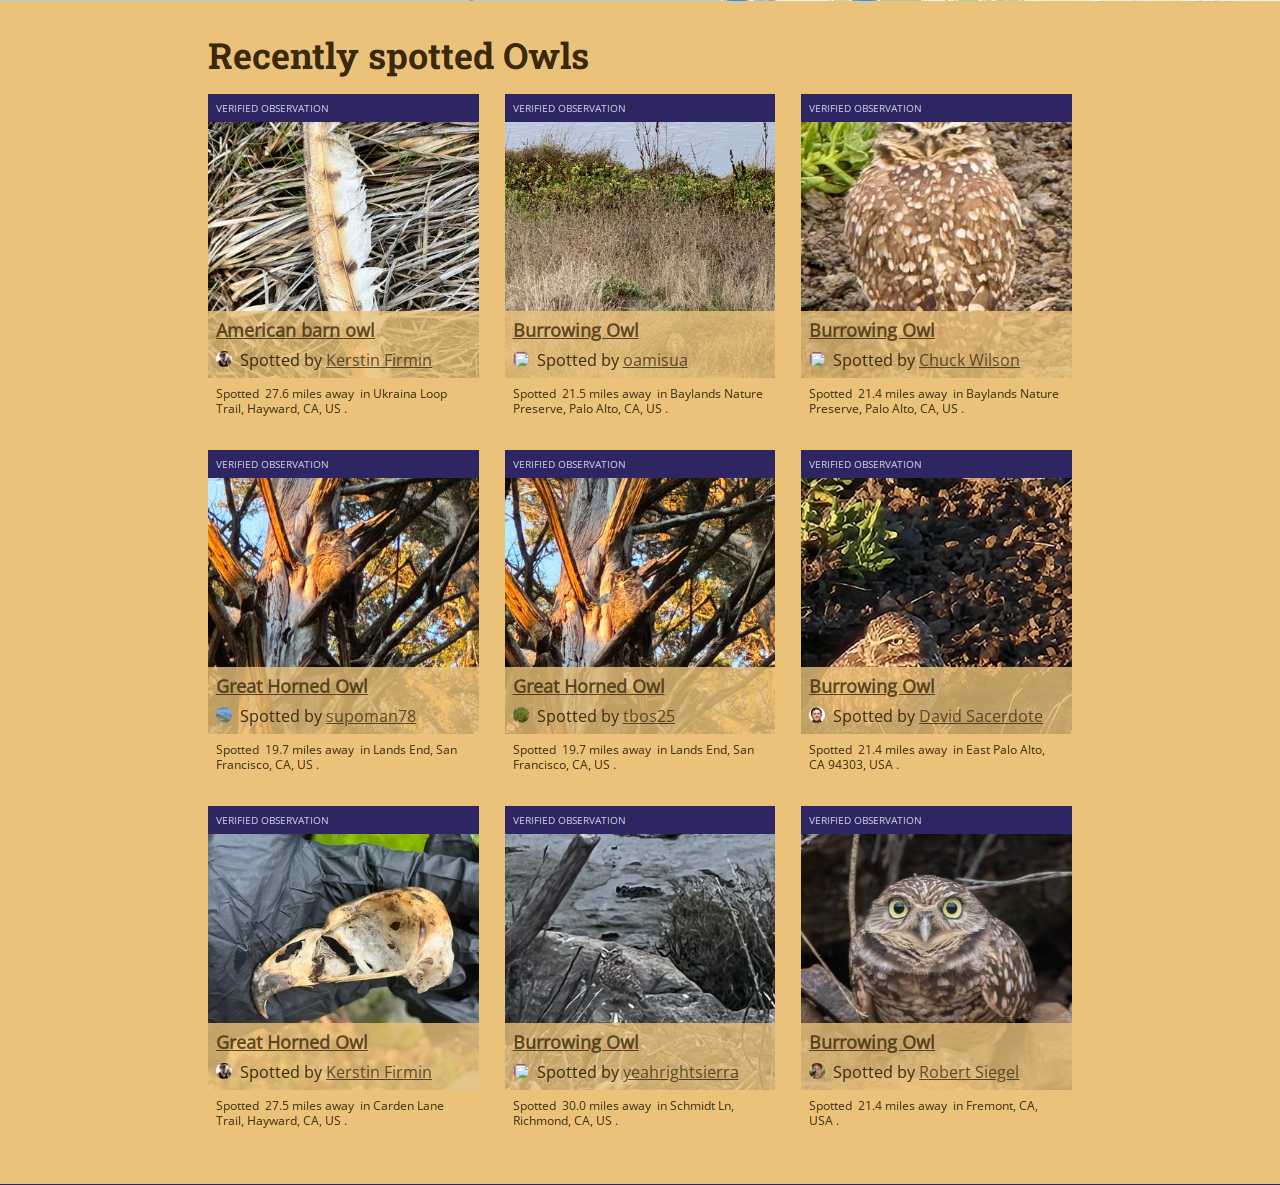 Recently spotted Owls
VERIFIED OBSERVATION
American barn owl
Spotted by Kerstin Firmin
Spotted 27.6 miles away in Ukraina Loop
Trail, Hayward, CA, US .
VERIFIED OBSERVATION
Burrowing Owl
Spotted by oamisua
Spotted 21.5 miles away in Baylands Nature
Preserve, Palo Alto, CA, US .
VERIFIED OBSERVATION
Burrowing Owl
Spotted by Chuck Wilson
Spotted 21.4 miles away in Baylands Nature
Preserve, Palo Alto, CA, US .
VERIFIED OBSERVATION
Great Horned Owl
Spotted by supoman78
Spotted 19.7 miles away in Lands End, San
Francisco, CA, US .
VERIFIED OBSERVATION
Great Horned Owl
Spotted by tbos25
Spotted 19.7 miles away in Lands End, San
Francisco, CA, US .
VERIFIED OBSERVATION
Burrowing Owl
Spotted by David Sacerdote
Spotted 21.4 miles away in East Palo Alto,
CA 94303, USA .
VERIFIED OBSERVATION
Great Horned Owl
Spotted by Kerstin Firmin
Spotted 27.5 miles away in Carden Lane
Trail, Hayward, CA, US .
VERIFIED OBSERVATION
Burrowing Owl
Spotted by yeahrightsierra
Spotted 30.0 miles away in Schmidt Ln,
Richmond, CA, US .
VERIFIED OBSERVATION
Burrowing Owl
Spotted by Robert Siegel
Spotted 21.4 miles away in Fremont, CA,
USA .